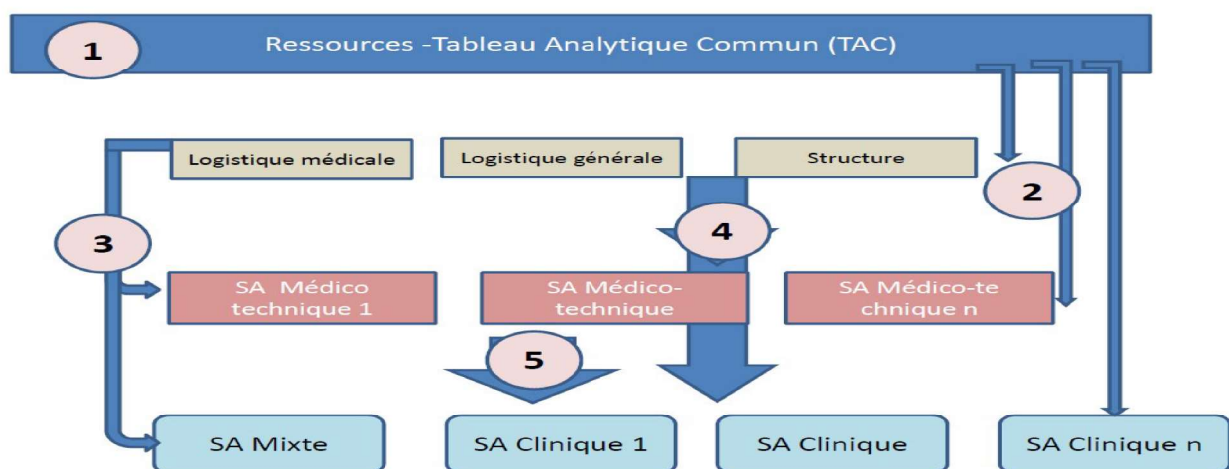 1
Ressources -Tableau Analytique Commun (TAC)
Logistique médicale
Logistique générale
Structure
2
3
4
SA Médico
technique 1
SA Médico-
technique
SA Médico-te
chnique n
5
SA Mixte
SA Clinique 1
SA Clinique
SA Clinique n